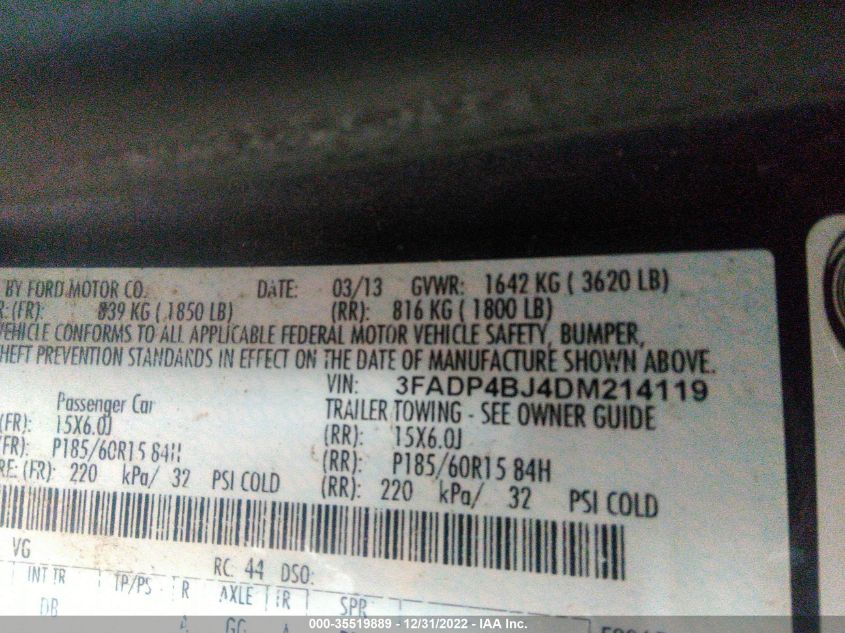 BY FORD MOTOR CO. DATE: 03/13 GVWR: 1642 KG ( 3620 LB)
(FR): 839 KG ( 1850 LB) (RR): 816 KG ( 1800 LB)
VEHICLE CONFORMS TO ALL APPLICABLE FEDERAL MOTOR VEHICLE SAFETY, BUMPER,
THEFT PREVENTION STANDARDS IN EFFECT ON THE DATE OF MANUFACTURE SHOWN ABOVE.
VIN: 3FADP4BJ4DM214119
Passenger Car TRAILER TOWING - SEE OWNER GUIDE
(FR): 15X6.0J (RR): 15X6.0J
(FR): P185/60R15 84H (RR): P185/60R15 84H
RE: (FR): 220 kPa/ 32 PSI COLD (RR): 220 kPa/ 32 PSI COLD
VG
RC: 44 DSO:
INT TR TP/PS R AXLE TR SPR
DB GG
000-35519889 - 12/31/2022 - IAA Inc.